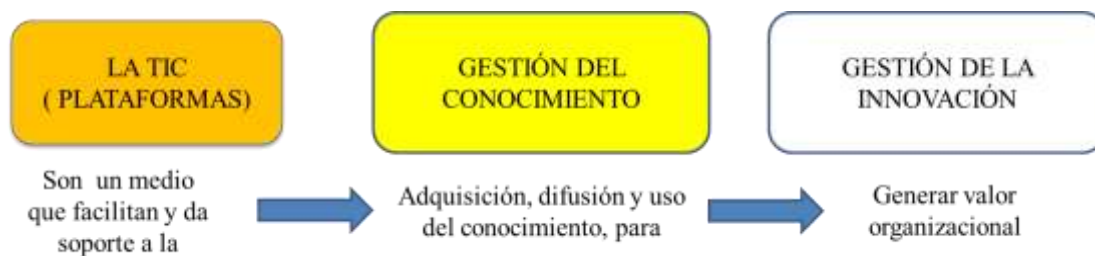 LA TIC
( PLATAFORMAS)
GESTIÓN DEL
CONOCIMIENTO
GESTIÓN DE LA
INNOVACIÓN
Son un medio
que facilitan y da
soporte a la
Adquisición, difusión y uso
del conocimiento, para
Generar valor
organizacional